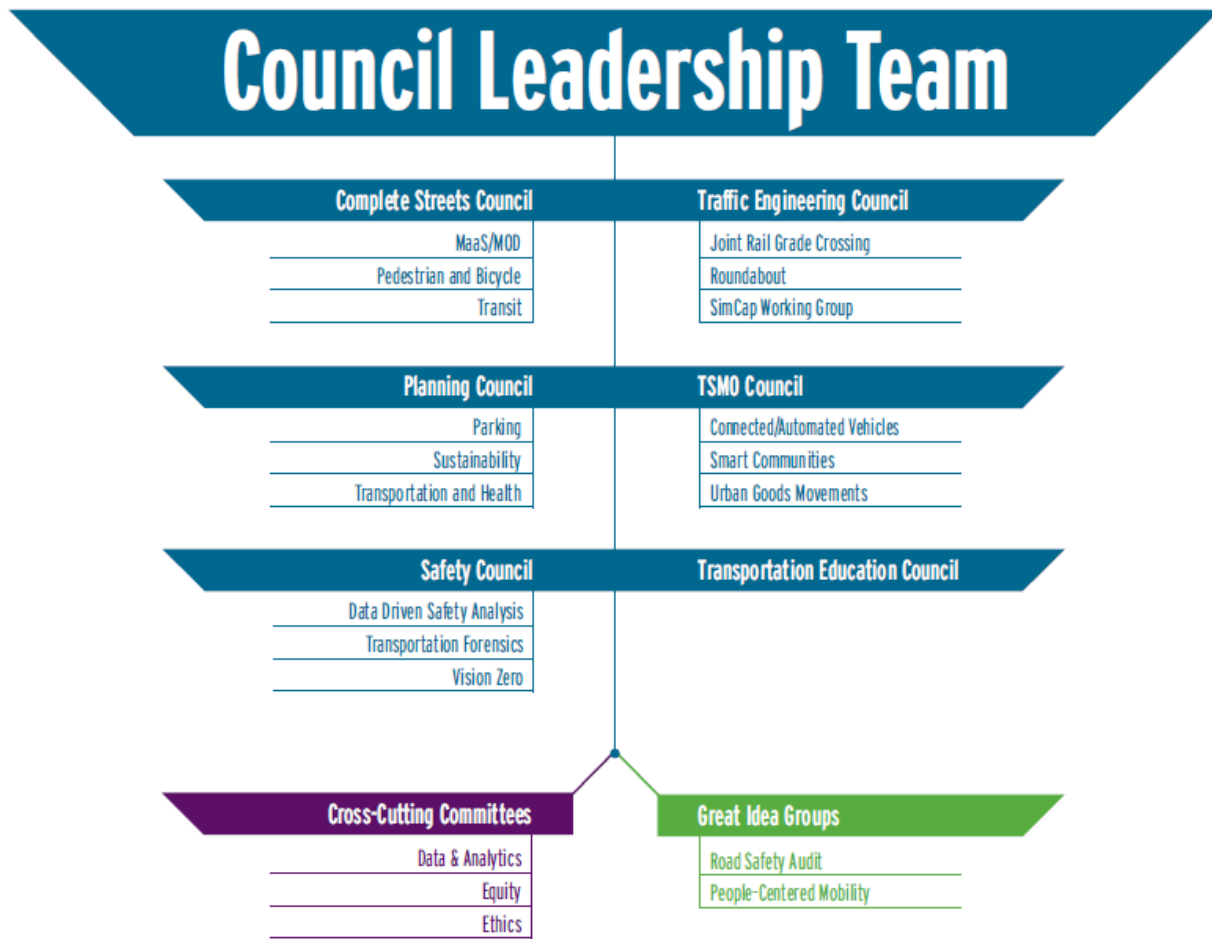 Council Leadership Team
Complete Streets Council
MaaS/MOD
Pedestrian and Bicycle
Transit
Traffic Engineering Council
Joint Rail Grade Crossing
Roundabout
SimCap Working Group
Planning Council
Parking
Sustainability
Transportation and Health
TSMO Council
Connected/Automated Vehicles
Smart Communities
Urban Goods Movements
Safety Council
Data Driven Safety Analysis
Transportation Forensics
Vision Zero
Transportation Education Council
Cross-Cutting Committees
Data & Analytics
Equity
Ethics
Great Idea Groups
Road Safety Audit
People-Centered Mobility